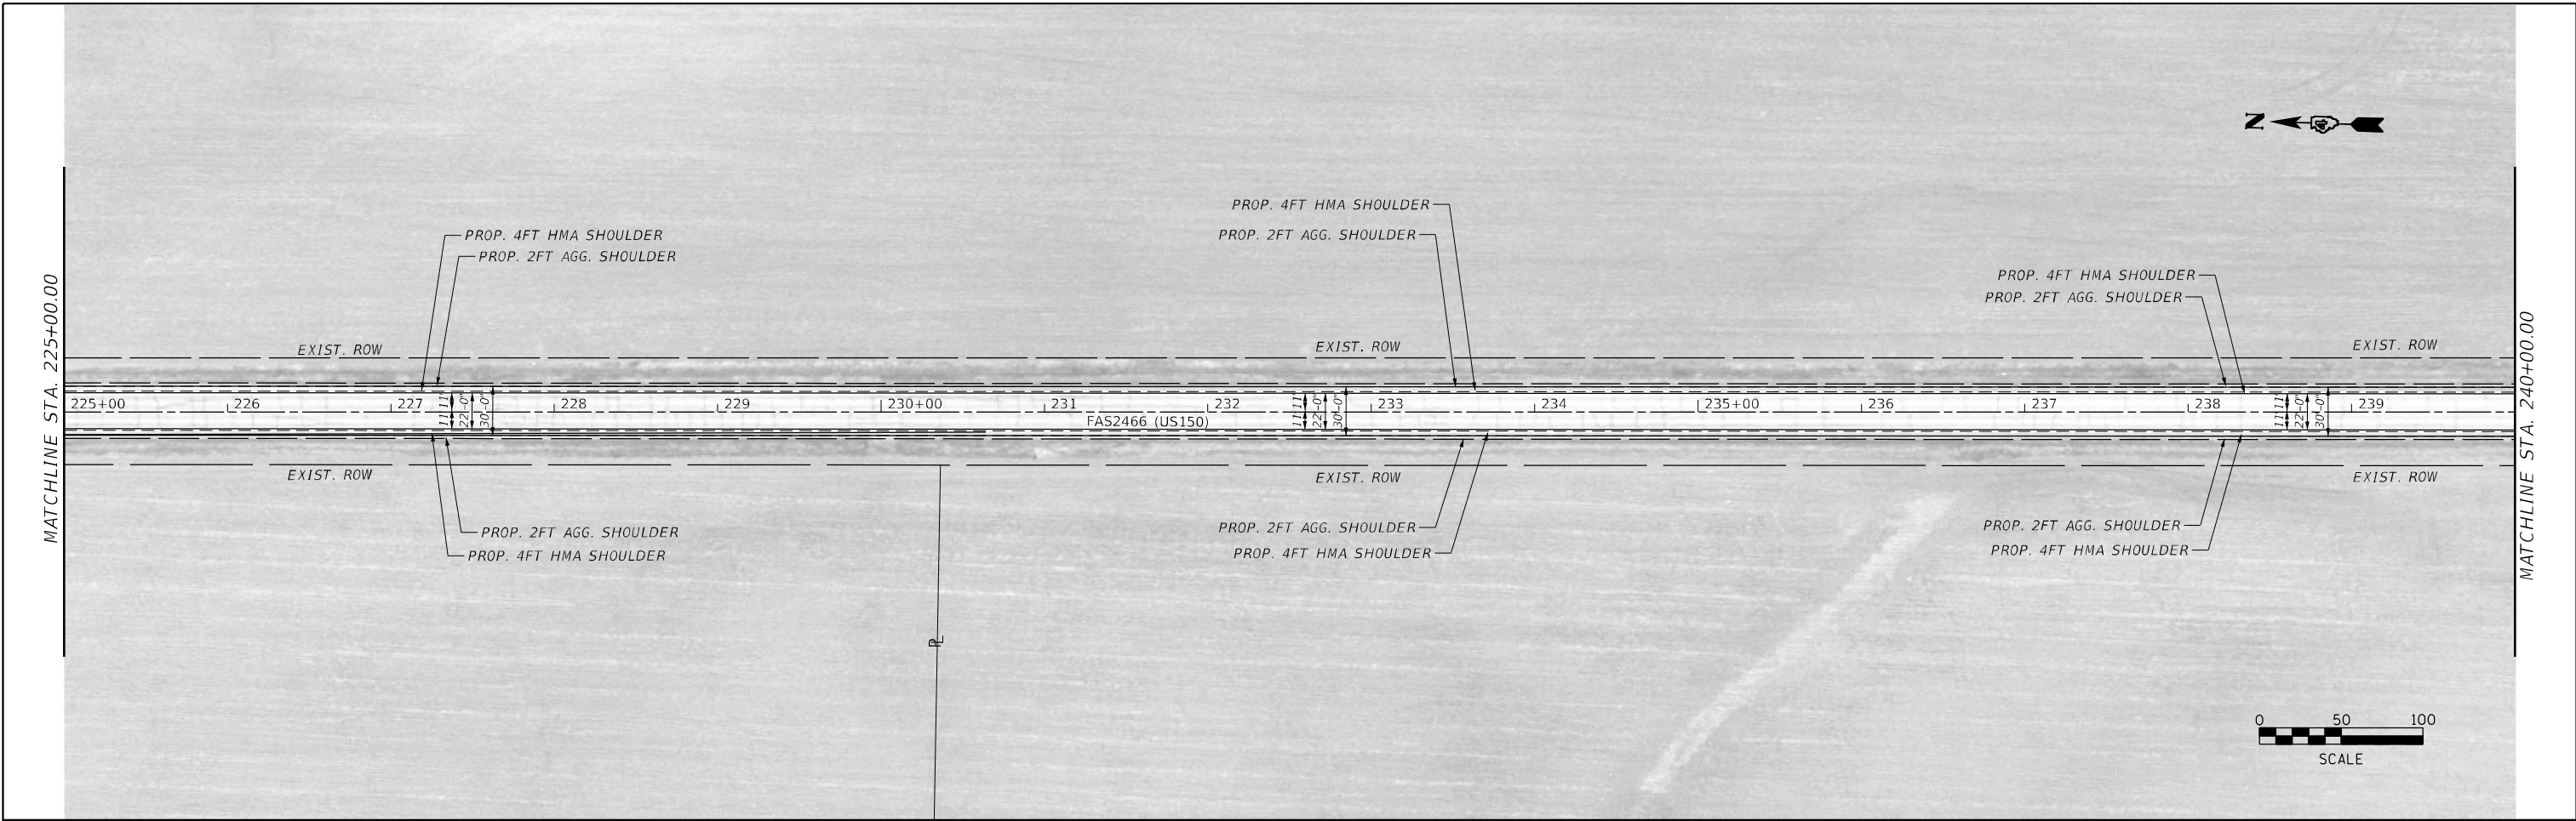 N
PROP. 4FT HMA SHOULDER
PROP. 2FT AGG. SHOULDER
PROP. 4FT HMA SHOULDER
PROP. 2FT AGG. SHOULDER
PROP. 4FT HMA SHOULDER
PROP. 2FT AGG. SHOULDER
MATCHLINE STA. 225+00.00
MATCHLINE STA. 240+00.00
EXIST. ROW
EXIST. ROW
EXIST. ROW
225+00 226 227 228 229 230+00 231 232 233 234 235+00 236 237 238 239
11' 11' 22'-0" 30'-0"
11' 11' 22'-0" 30'-0"
11' 11' 22'-0" 30'-0"
FAS2466 (US150)
EXIST. ROW
EXIST. ROW
EXIST. ROW
PROP. 2FT AGG. SHOULDER
PROP. 4FT HMA SHOULDER
PROP. 2FT AGG. SHOULDER
PROP. 4FT HMA SHOULDER
PROP. 2FT AGG. SHOULDER
PROP. 4FT HMA SHOULDER
PL
0 50 100
SCALE